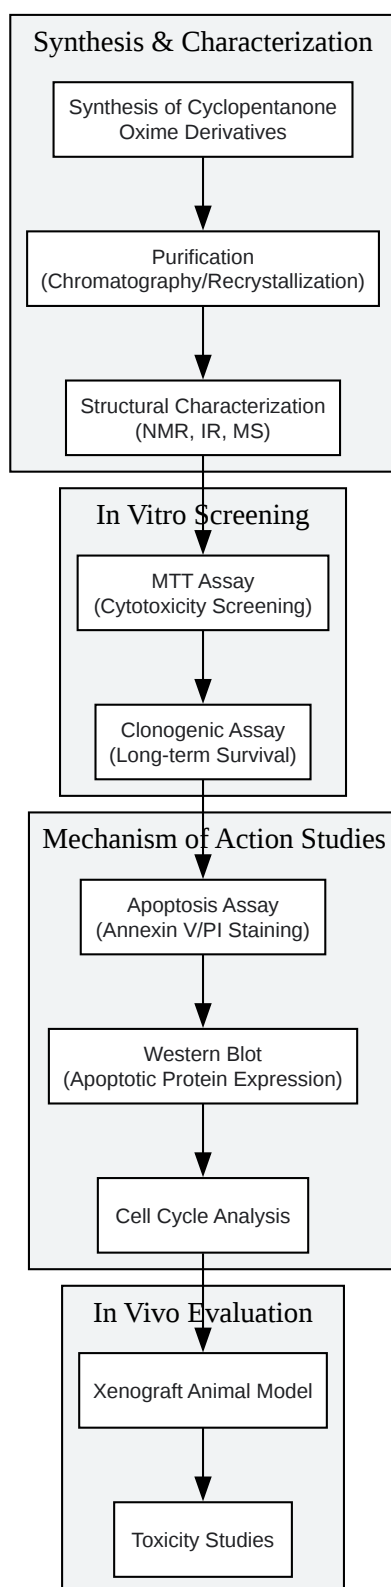 Synthesis & Characterization
Synthesis of Cyclopentanone
Oxime Derivatives
Purification
(Chromatography/Recrystallization)
Structural Characterization
(NMR, IR, MS)
In Vitro Screening
MTT Assay
(Cytotoxicity Screening)
Clonogenic Assay
(Long-term Survival)
Mechanism of Action Studies
Apoptosis Assay
(Annexin V/PI Staining)
Western Blot
(Apoptotic Protein Expression)
Cell Cycle Analysis
In Vivo Evaluation
Xenograft Animal Model
Toxicity Studies